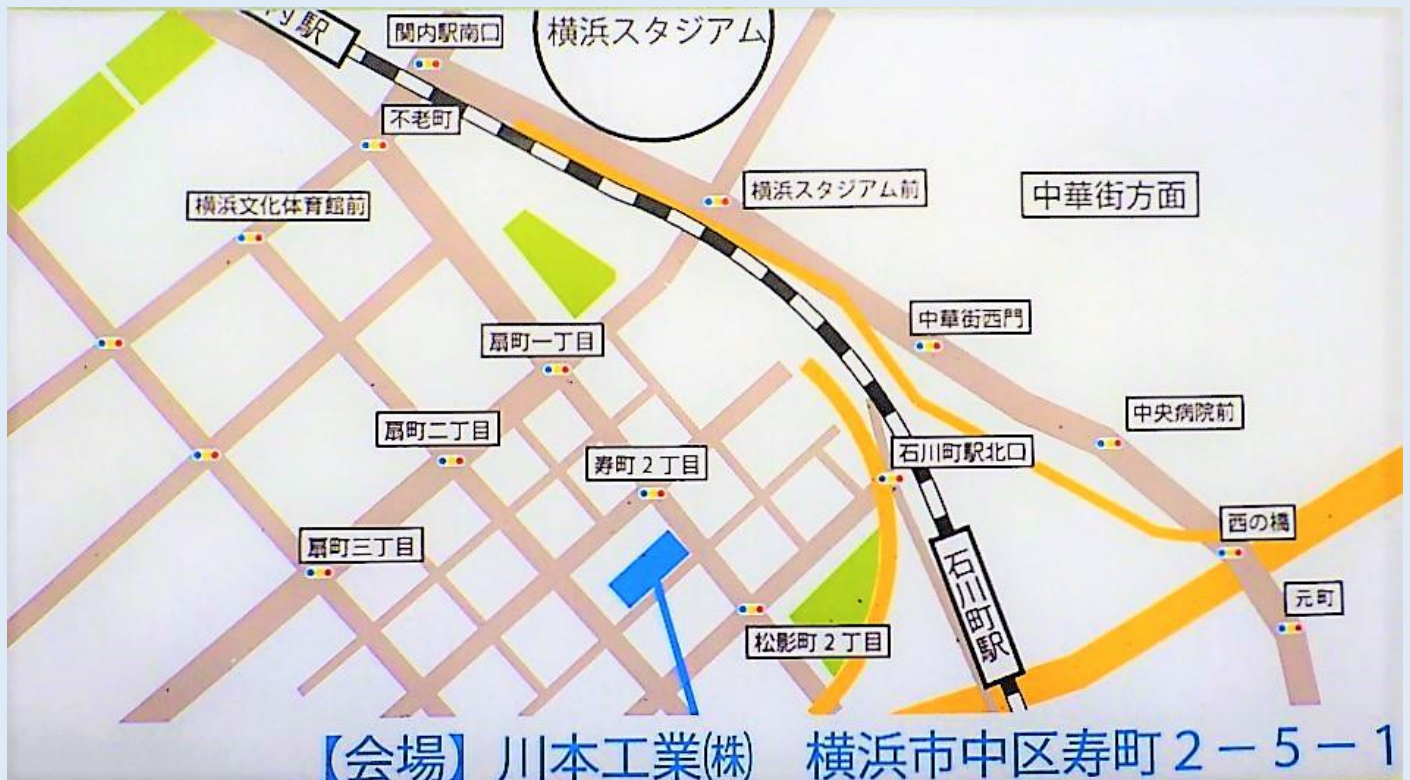 内駅
関内駅南口
横浜スタジアム
不老町
横浜スタジアム前
中華街方面
横浜文化体育館前
中華街西門
扇町一丁目
中央病院前
扇町二丁目
寿町2丁目
石川町駅北口
西の橋
扇町三丁目
石川町駅
元町
松影町2丁目
【会場】川本工業㈱ 横浜市中区寿町2-5-1